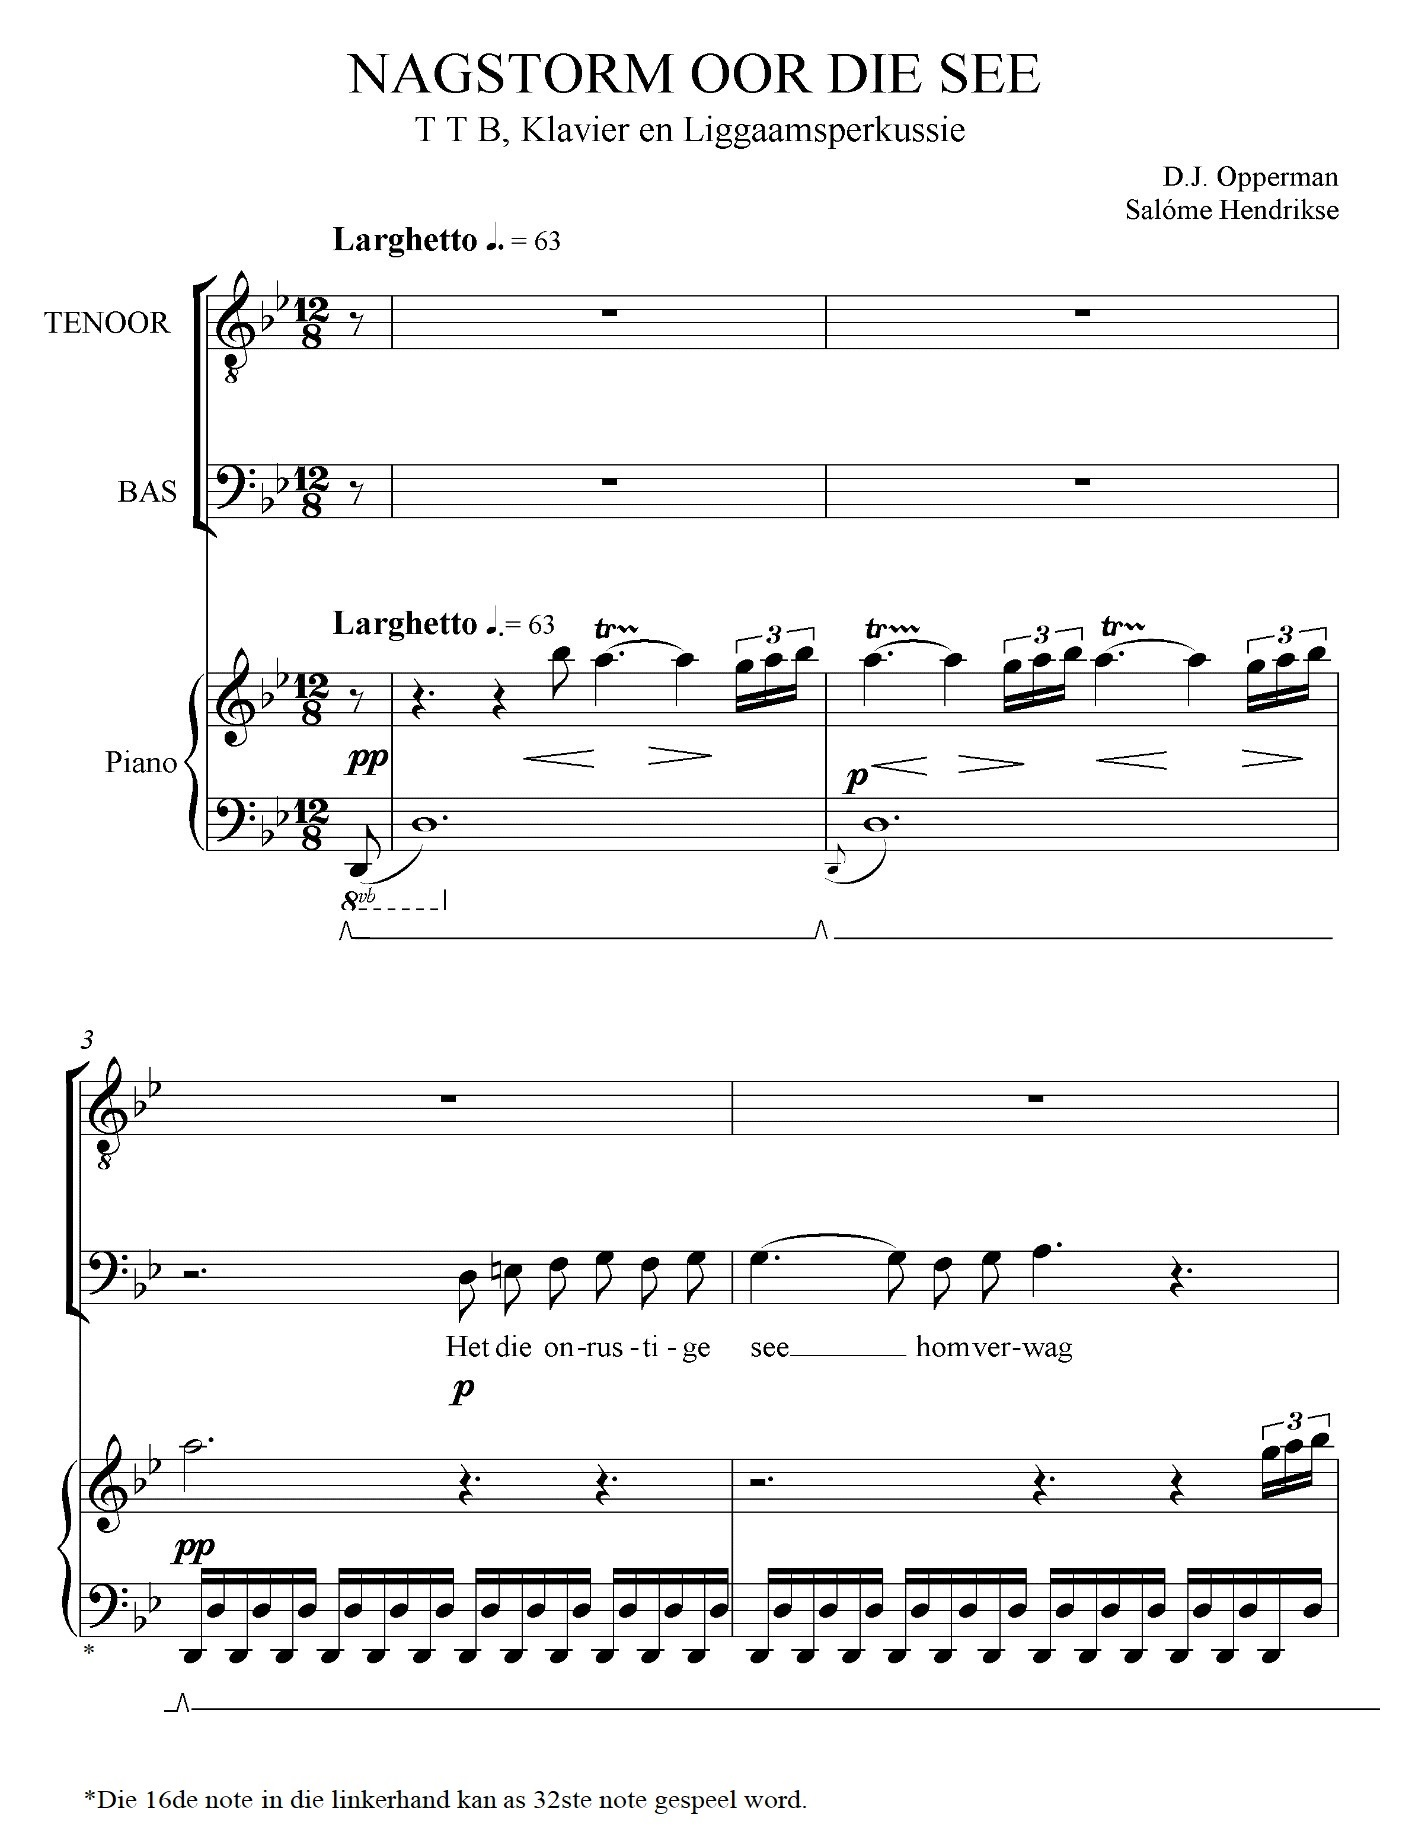 NAGSTORM OOR DIE SEE
T T B, Klavier en Liggaamsperkussie
D.J. Opperman
Salóme Hendrikse
Larghetto ♩. = 63
TENOOR
BAS
Larghetto ♩. = 63
tr tr tr
3 3 3
Piano
pp
p
8vb
3
Het die on-rus-ti-ge see hom ver-wag
p
3
pp
*
*Die 16de note in die linkerhand kan as 32ste note gespeel word.